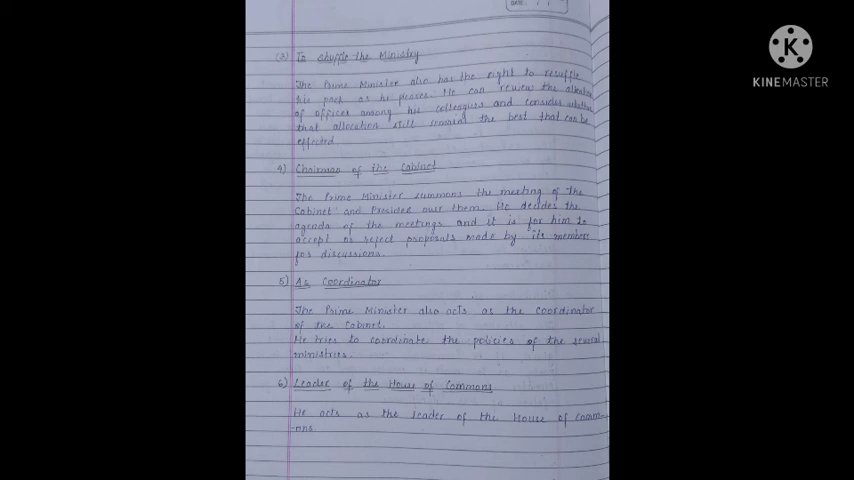 DATE: / /
(3) To Shuffle the Ministry
The Prime Minister also has the right to resuffle
his pack as he pleases. He can review the allocation
of offices among his colleagues and consider whether
that allocation still remains the best that can be
effected
4) Chairman of the Cabinet
The Prime Minister summons the meeting of the
Cabinet and Presides over them. He decides the
agenda of the meetings and it is for him to
accept or reject proposals made by its members
for discussions.
5) As Coordinator
The Prime Minister also acts as the coordinator
of the Cabinet.
He tries to coordinate the policies of the several
ministries.
6) Leader of the House of Commons
He acts as the leader of the House of comm-
-ons
K
KINEMASTER